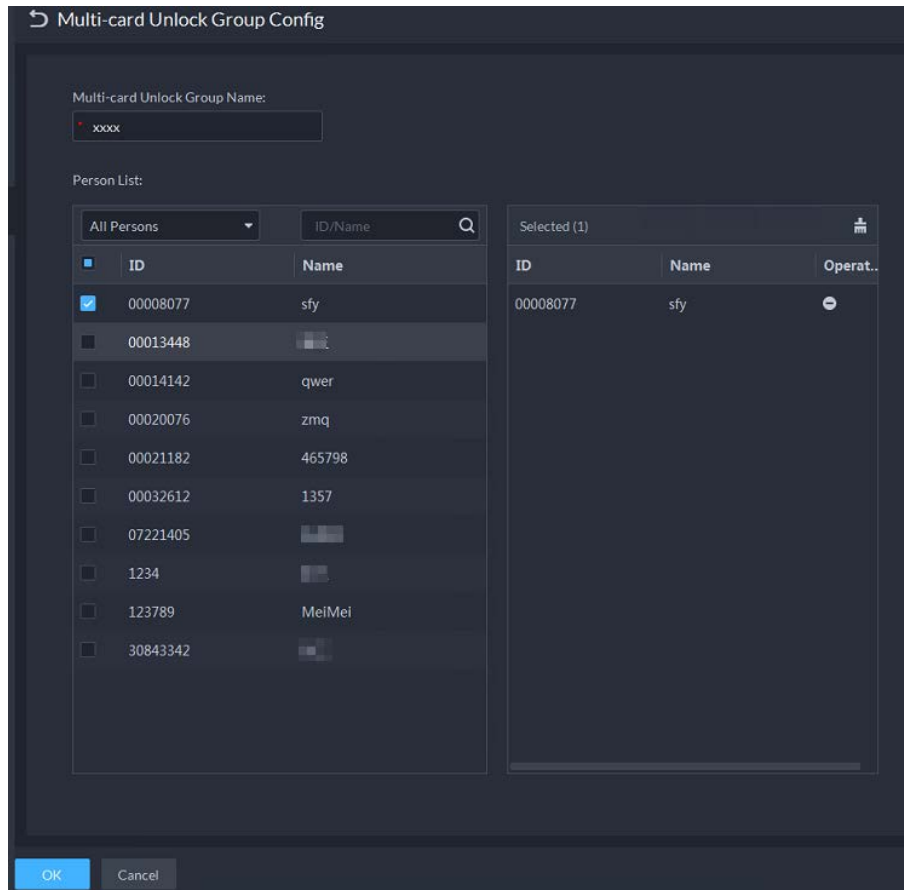 Multi-card Unlock Group Config
Multi-card Unlock Group Name:
* xxxx
Person List:
All Persons ID/Name
ID Name
00008077 sfy
00013448
00014142 qwer
00020076 zmq
00021182 465798
00032612 1357
07221405
1234
123789 MeiMei
30843342
Selected (1)
ID Name Operat..
00008077 sfy
OK Cancel